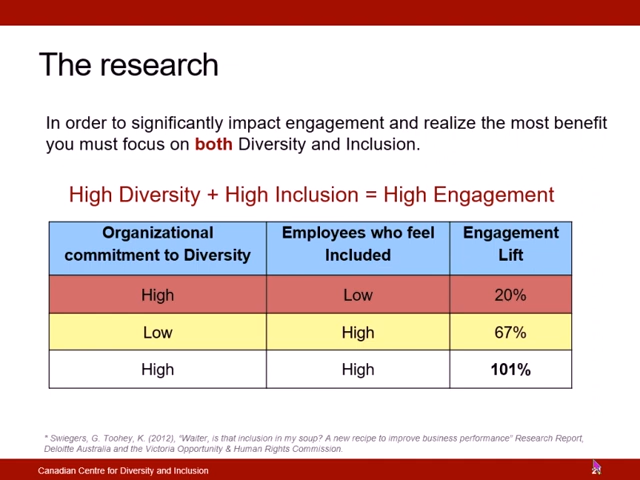 The research
In order to significantly impact engagement and realize the most benefit
you must focus on both Diversity and Inclusion.
High Diversity + High Inclusion = High Engagement
Organizational commitment to Diversity
Employees who feel Included
Engagement Lift
High Low 20%
Low High 67%
High High 101%
* Swiegers, G. Toohey, K. (2012), “Waiter, is that inclusion in my soup? A new recipe to improve business performance” Research Report,
Deloitte Australia and the Victoria Opportunity & Human Rights Commission.
Canadian Centre for Diversity and Inclusion